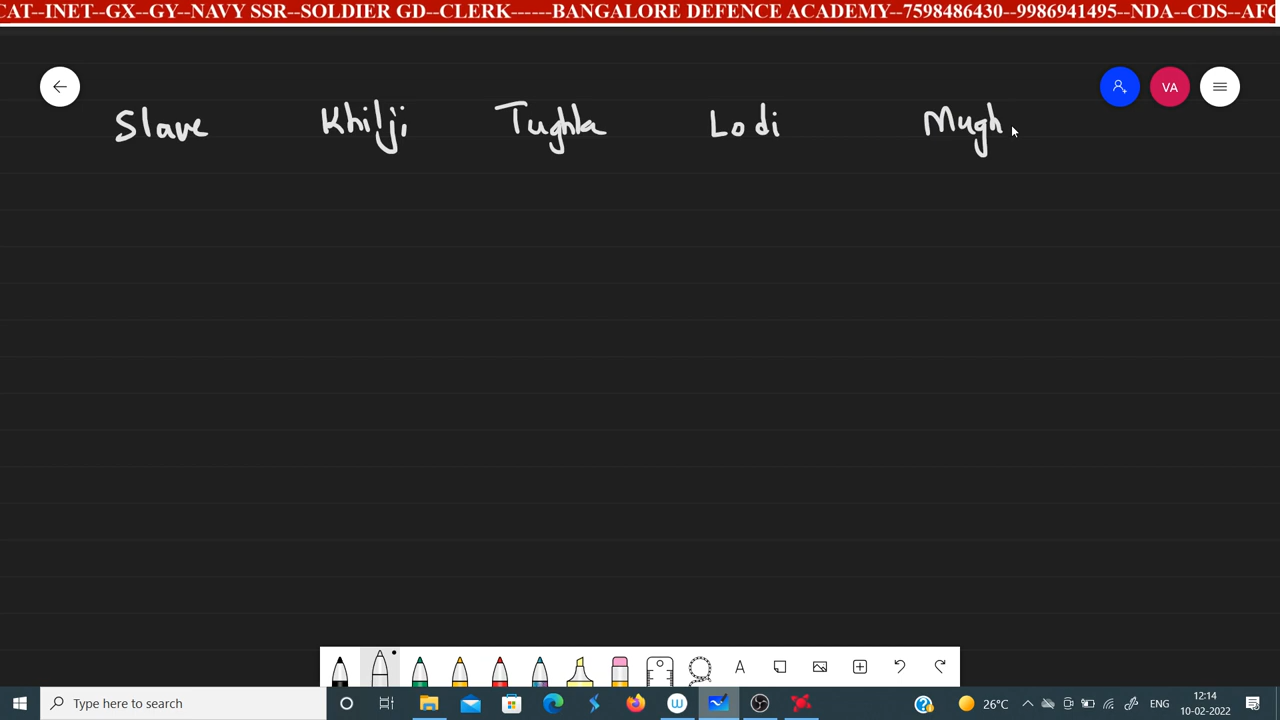 CAT--INET--GX--GY--NAVY SSR--SOLDIER GD--CLERK------BANGALORE DEFENCE ACADEMY--7598486430--9986941495--NDA--CDS--AFC
VA
Slave Khilji Tughla Lodi Mugh
A
Type here to search 26°C ENG 12:14
10-02-2022